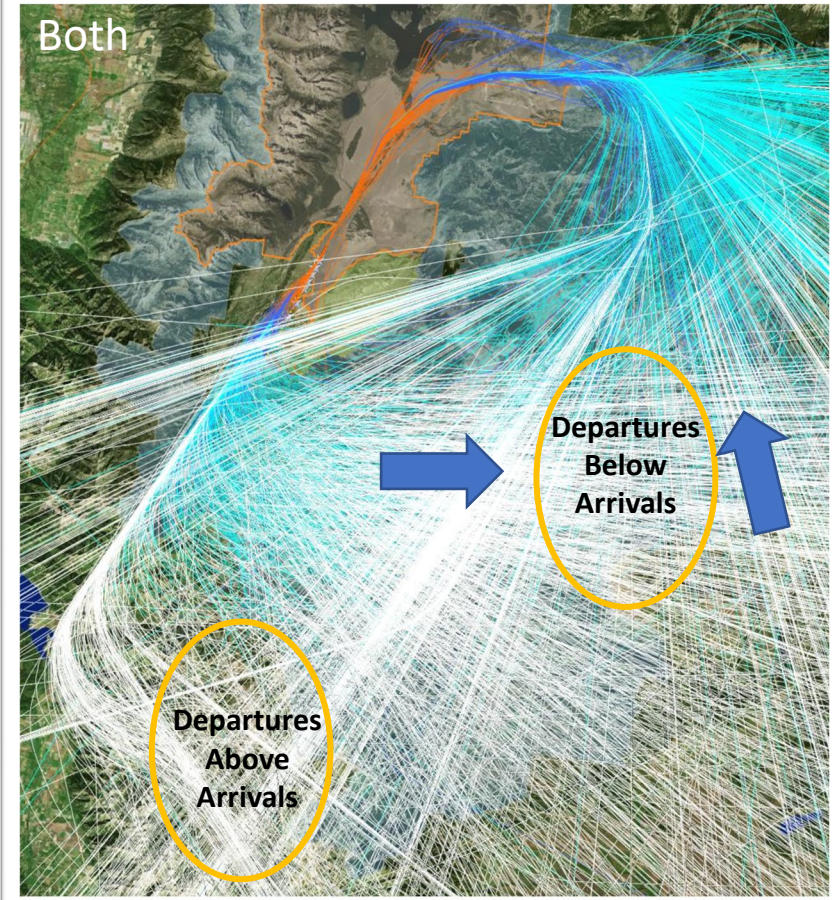 Both
Departures
Below
Arrivals
Departures
Above
Arrivals